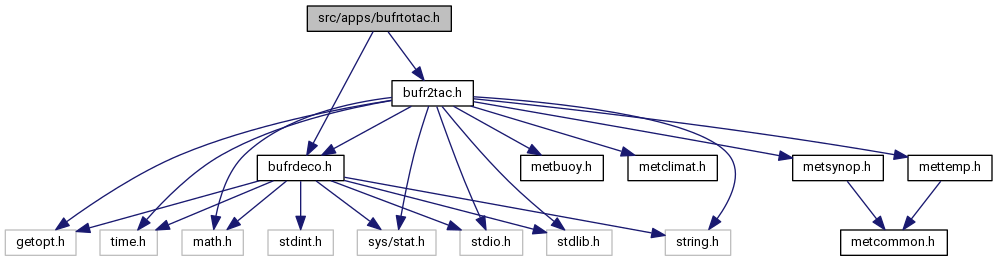 src/apps/bufrtotac.h
bufr2tac.h
bufrdeco.h
metbuoy.h
metclimat.h
metsynop.h
mettemp.h
getopt.h
time.h
math.h
stdint.h
sys/stat.h
stdio.h
stdlib.h
string.h
metcommon.h